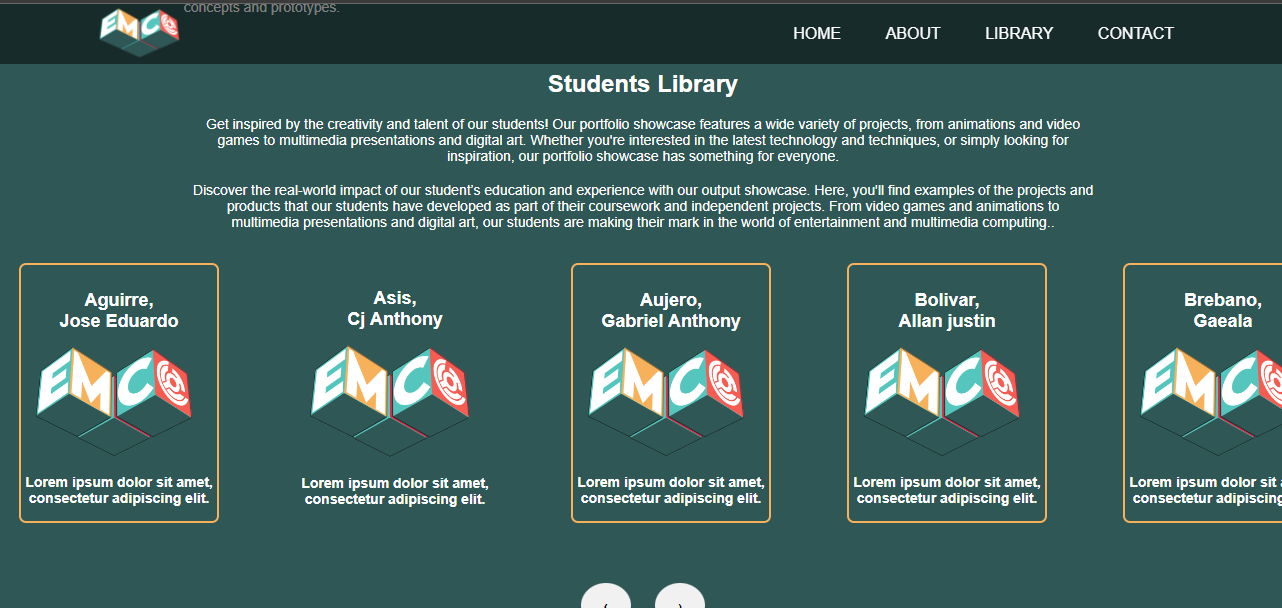 concepts and prototypes.
EMC
HOME ABOUT LIBRARY CONTACT
Students Library
Get inspired by the creativity and talent of our students! Our portfolio showcase features a wide variety of projects, from animations and video
games to multimedia presentations and digital art. Whether you're interested in the latest technology and techniques, or simply looking for
inspiration, our portfolio showcase has something for everyone.
Discover the real-world impact of our student's education and experience with our output showcase. Here, you'll find examples of the projects and
products that our students have developed as part of their coursework and independent projects. From video games and animations to
multimedia presentations and digital art, our students are making their mark in the world of entertainment and multimedia computing..
Aguirre,
Jose Eduardo
EMC
Lorem ipsum dolor sit amet,
consectetur adipiscing elit.
Asis,
Cj Anthony
EMC
Lorem ipsum dolor sit amet,
consectetur adipiscing elit.
Aujero,
Gabriel Anthony
EMC
Lorem ipsum dolor sit amet,
consectetur adipiscing elit.
Bolivar,
Allan justin
EMC
Lorem ipsum dolor sit amet,
consectetur adipiscing elit.
Brebano,
Gaeala
EMC
Lorem ipsum dolor sit
consectetur adipiscing